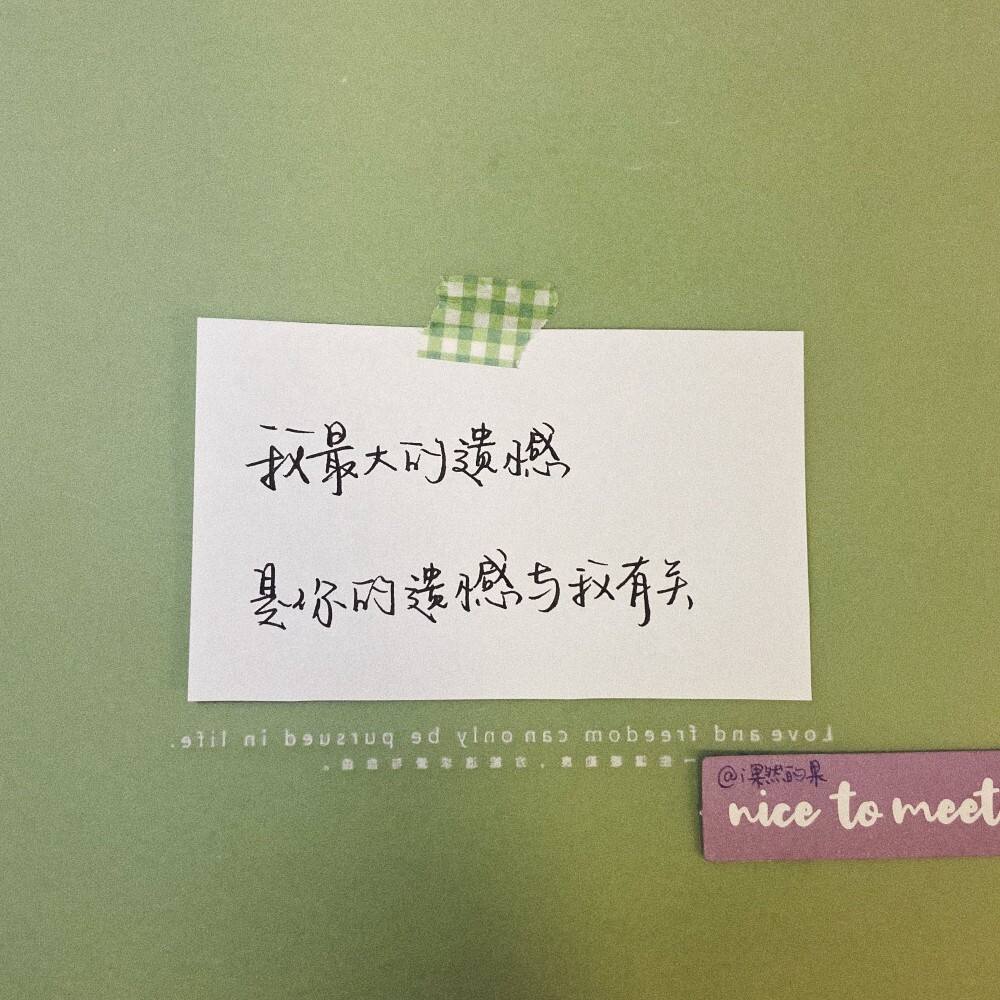 我最大的遗憾
是你的遗憾与我有关
Love and freedom can only be pursued in life.
@i果然的果
nice to meet